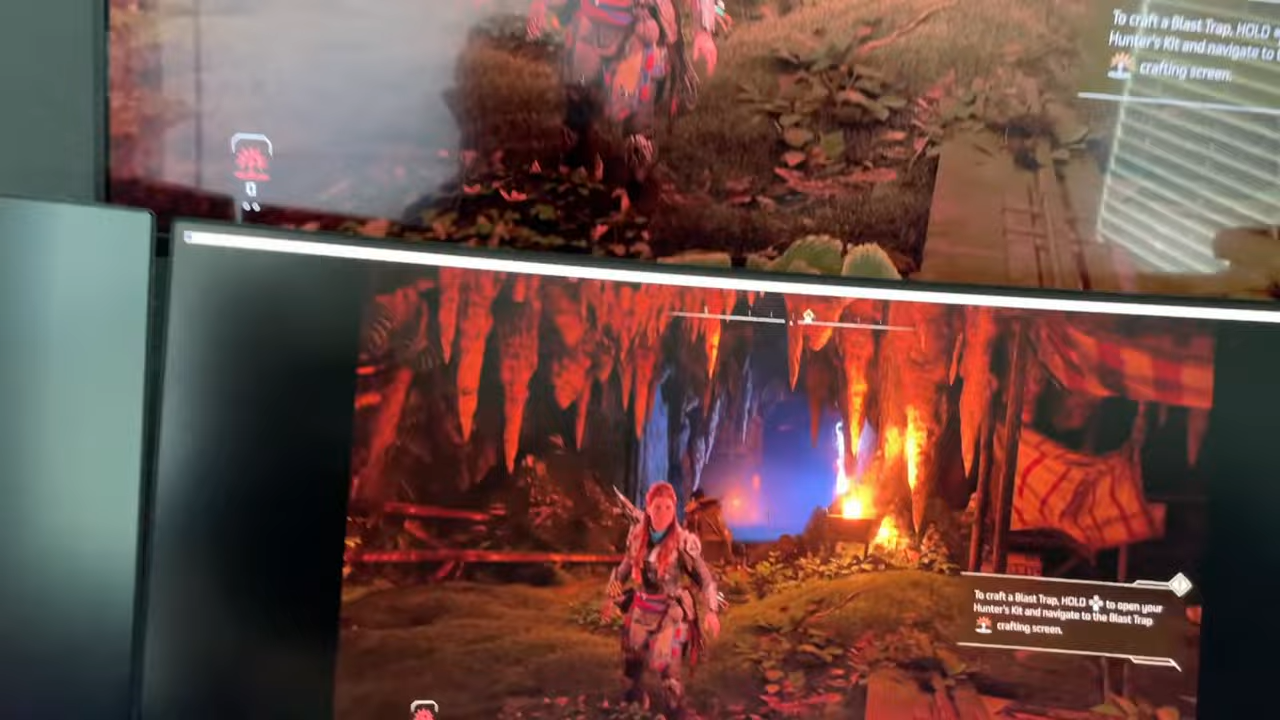 To craft a Blast Trap, HOLD
Hunter's Kit and navigate to
crafting screen.
0
To craft a Blast Trap, HOLD to open your
Hunter's Kit and navigate to the Blast Trap
crafting screen.